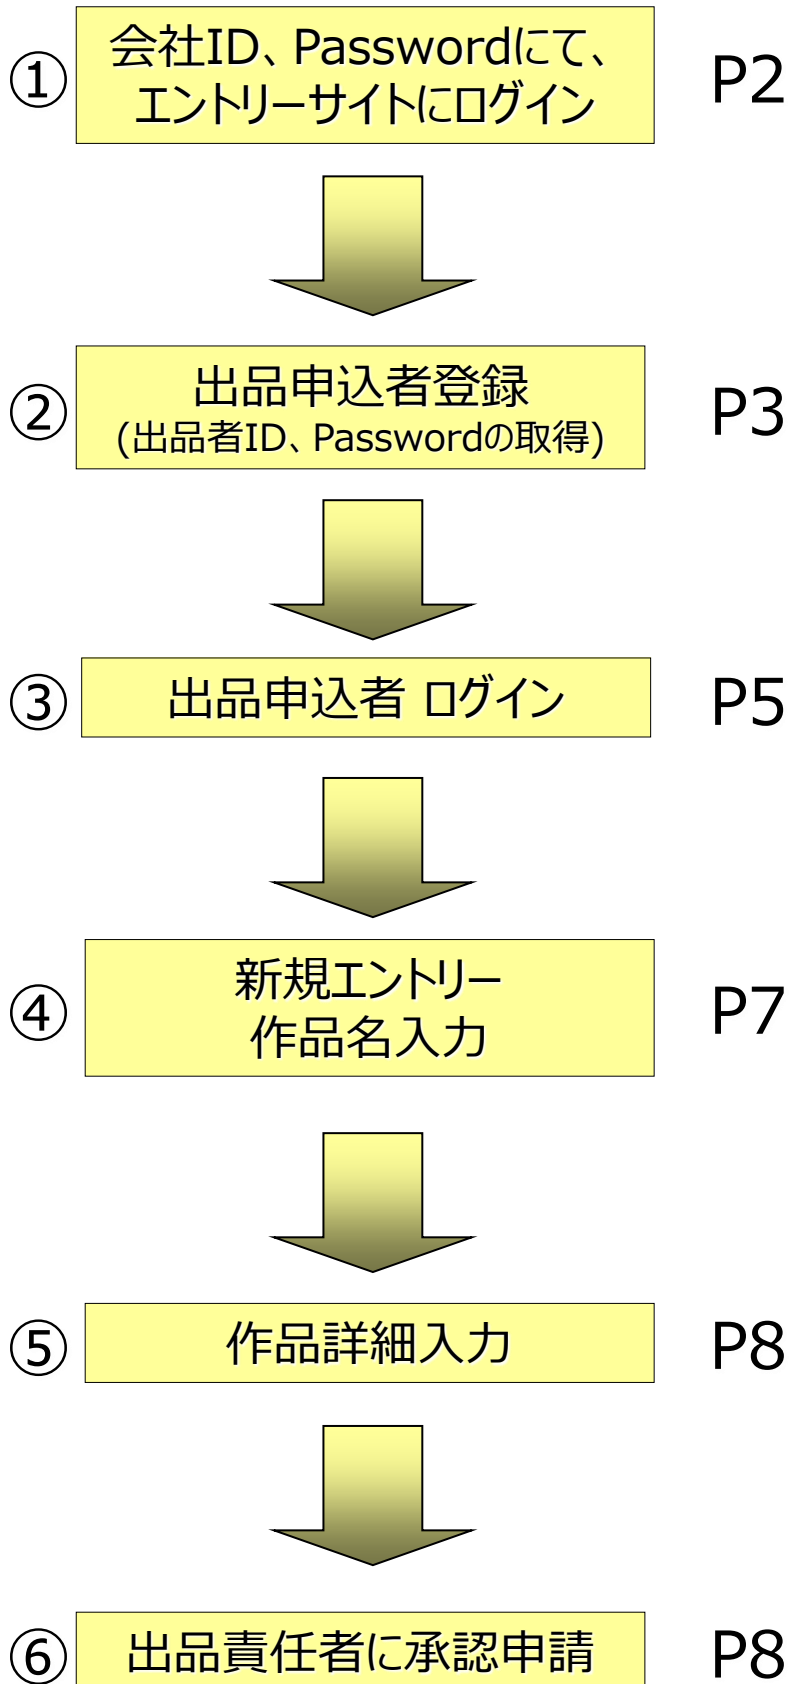 ① 会社ID、Passwordにて、 P2
エントリーサイトにログイン
② 出品申込者登録 P3
(出品者ID、Passwordの取得)
③ 出品申込者 ログイン P5
④ 新規エントリー P7
作品名入力
⑤ 作品詳細入力 P8
⑥ 出品責任者に承認申請 P8